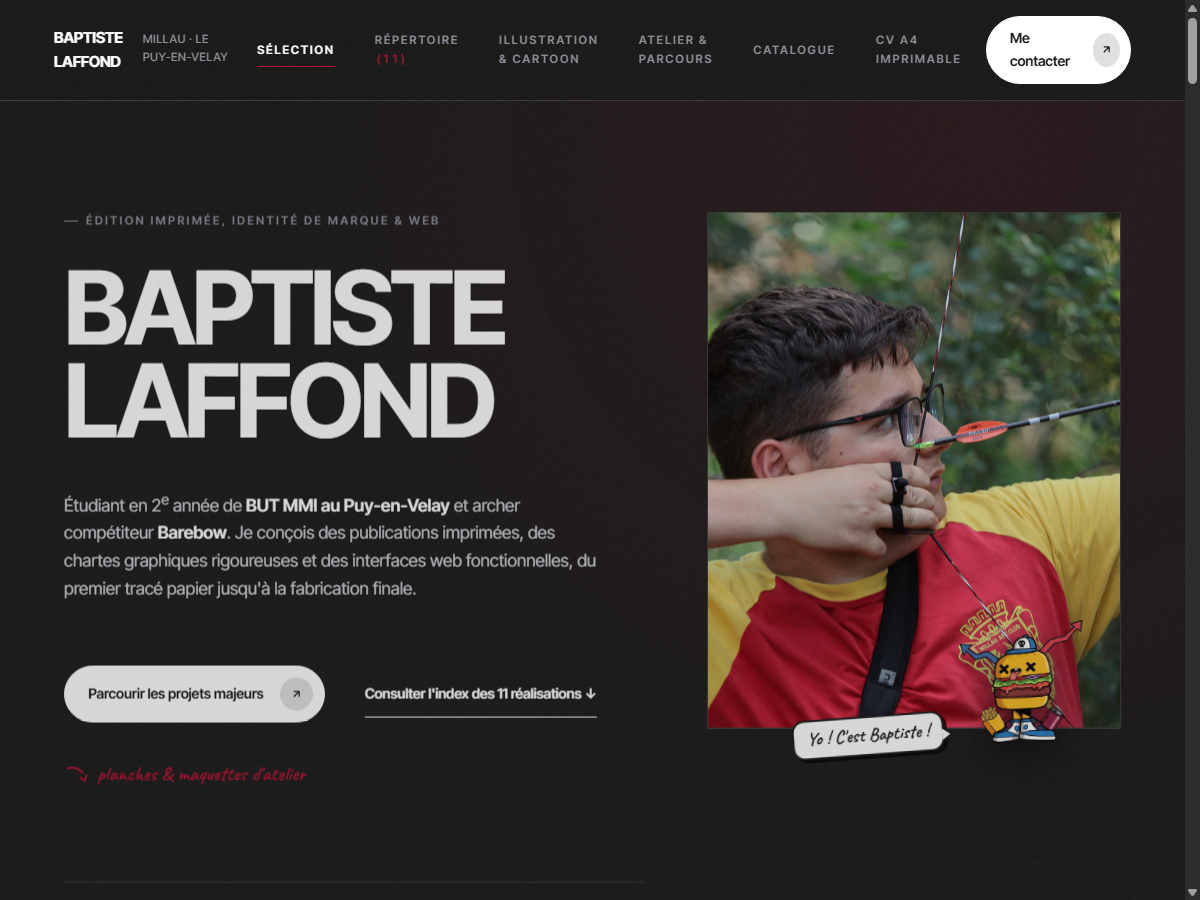 BAPTISTE
LAFFOND
MILLAU · LE
PUY-EN-VELAY
SÉLECTION
RÉPERTOIRE
(11)
ILLUSTRATION
& CARTOON
ATELIER &
PARCOURS
CATALOGUE
CV A4
IMPRIMABLE
Me
contacter
— ÉDITION IMPRIMÉE, IDENTITÉ DE MARQUE & WEB
BAPTISTE
LAFFOND
Étudiant en 2e année de BUT MMI au Puy-en-Velay et archer
compétiteur Barebow. Je conçois des publications imprimées, des
chartes graphiques rigoureuses et des interfaces web fonctionnelles, du
premier tracé papier jusqu'à la fabrication finale.
Parcourir les projets majeurs
Consulter l'index des 11 réalisations ↓
planches & maquettes d'atelier
Yo ! C'est Baptiste !